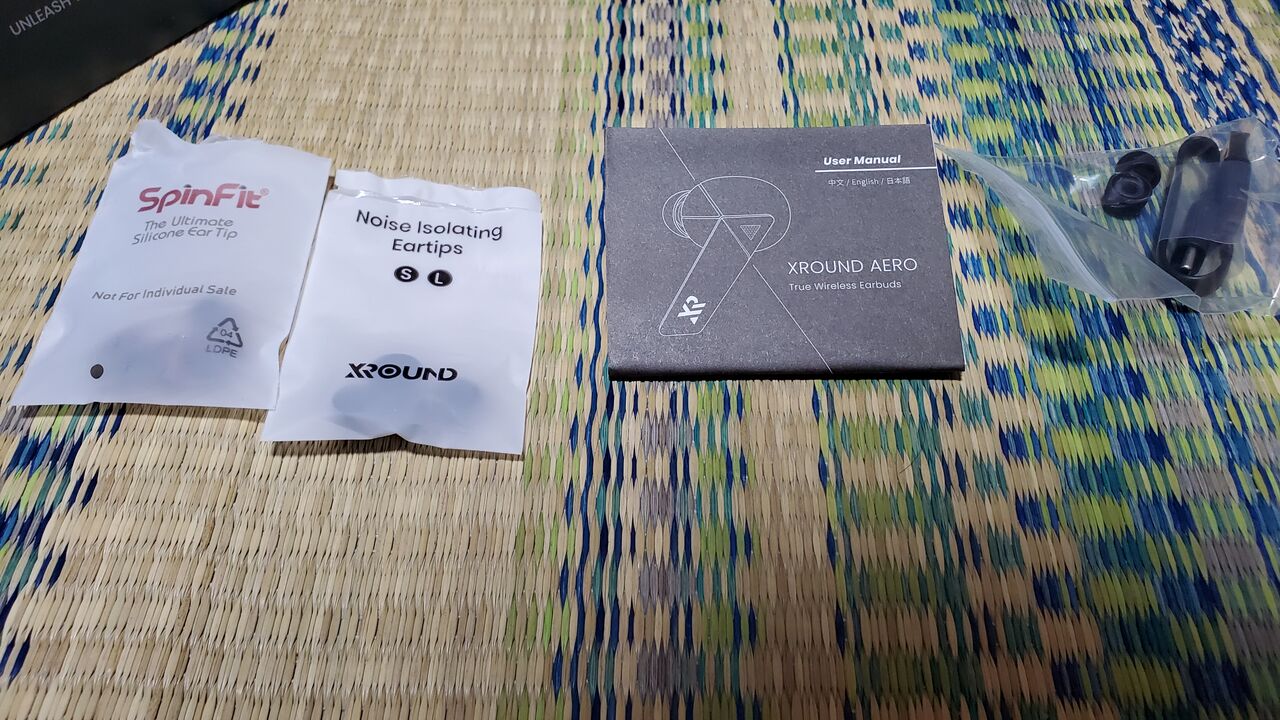 UNLEASH
SpinFit®
The Ultimate
Silicone Ear Tip
Not For Individual Sale
04
LDPE
Noise Isolating
Eartips
S L
XROUND
User Manual
中文 / English / 日本語
XROUND AERO
True Wireless Earbuds